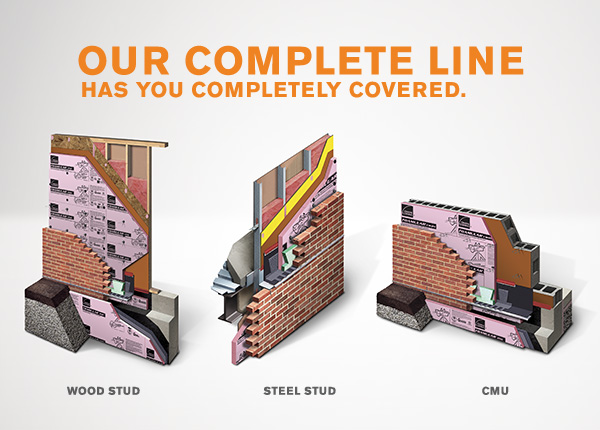 OUR COMPLETE LINE
HAS YOU COMPLETELY COVERED.
WOOD STUD
STEEL STUD
CMU